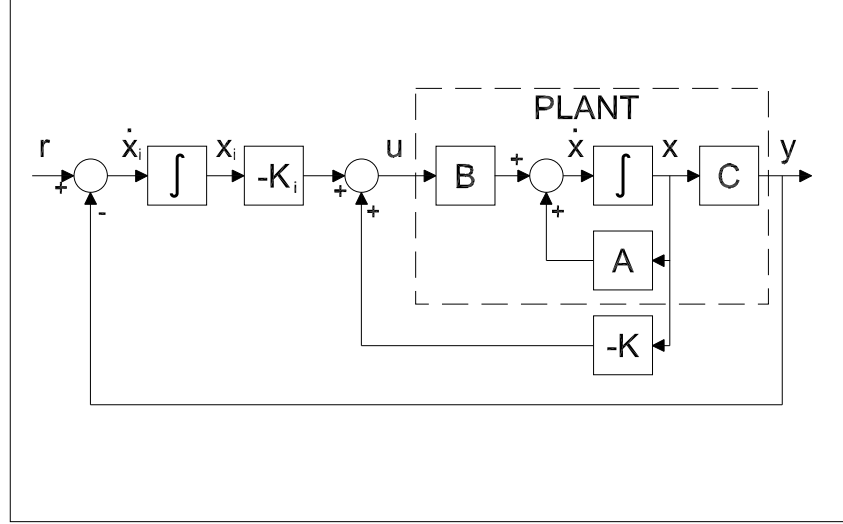 PLANT
r
ẋi
∫
xi
-Ki
u
B
ẋ
∫
x
C
y
+
-
+
+
+
+
A
-K